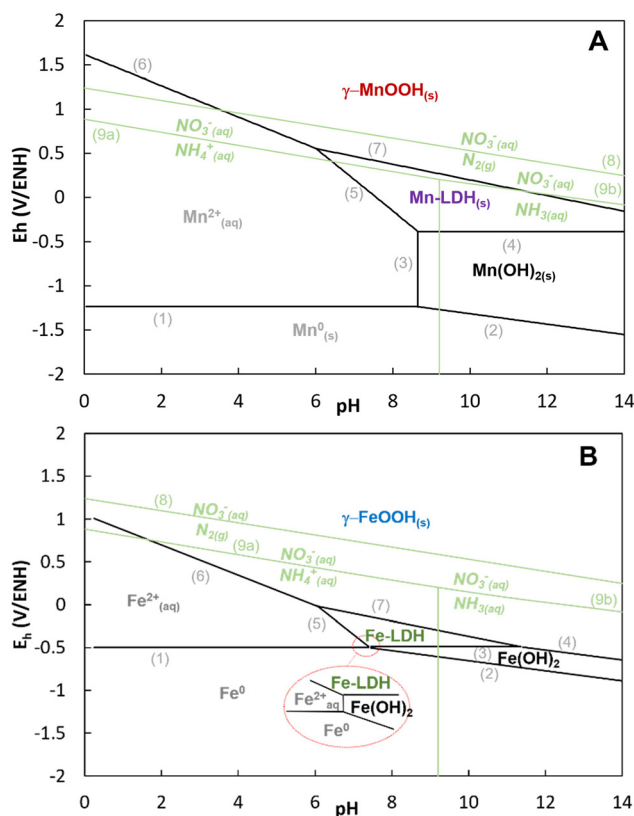 A
2
1.5
1
0.5
0
-0.5
-1
-1.5
-2
Eh (V/ENH)
(6)
γ−MnOOH(s)
(9a)
NO3-(aq)
NH4+(aq)
(7)
NO3-(aq)
N2(g)
(8)
NO3-(aq)
(9b)
NH3(aq)
Mn-LDH(s)
(5)
Mn2+(aq)
(3)
(4)
Mn(OH)2(s)
(1)
Mn0(s)
(2)
0 2 4 6 8 10 12 14
pH
B
2
1.5
1
0.5
0
-0.5
-1
-1.5
-2
Eh (V/ENH)
(8)
NO3-(aq)
N2(g)
(9a)
γ−FeOOH(s)
NO3-(aq)
NH4+(aq)
NO3-(aq)
NH3(aq)
(9b)
(6)
Fe2+(aq)
(7)
(5)
Fe-LDH
(4)
(3)
Fe(OH)2
(2)
(1)
Fe0
Fe-LDH
Fe2+aq
Fe(OH)2
Fe0
0 2 4 6 8 10 12 14
pH